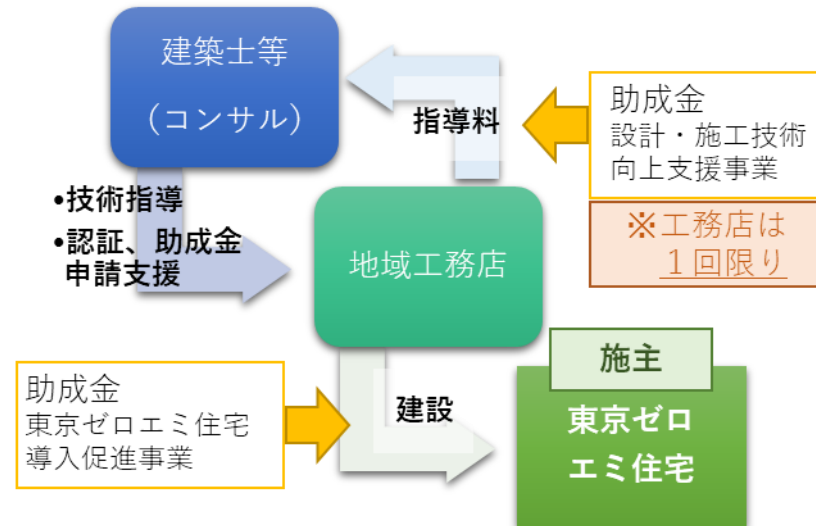 建築士等
(コンサル)
指導料
助成金
設計・施工技術
向上支援事業
※工務店は
１回限り
•技術指導
•認証、助成金
申請支援
地域工務店
助成金
東京ゼロエミ住宅
導入促進事業
建設
施主
東京ゼロ
エミ住宅